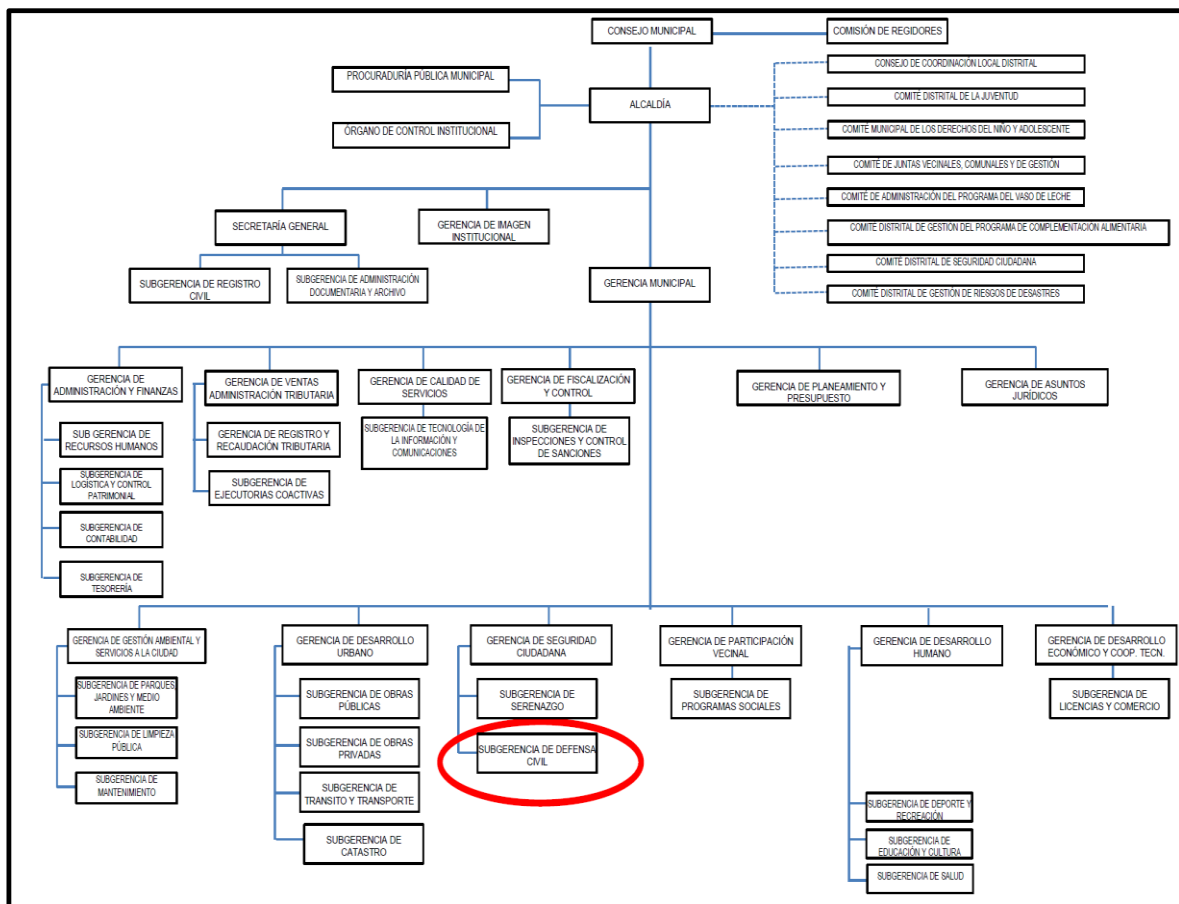 CONSEJO MUNICIPAL
COMISIÓN DE REGIDORES
CONSEJO DE COORDINACIÓN LOCAL DISTRITAL
PROCURADURÍA PÚBLICA MUNICIPAL
ALCALDÍA
COMITÉ DISTRITAL DE LA JUVENTUD
ÓRGANO DE CONTROL INSTITUCIONAL
COMITÉ MUNICIPAL DE LOS DERECHOS DEL NIÑO Y ADOLESCENTE
COMITÉ DE JUNTAS VECINALES, COMUNALES Y DE GESTIÓN
COMITÉ DE ADMINISTRACIÓN DEL PROGRAMA DEL VASO DE LECHE
SECRETARÍA GENERAL
GERENCIA DE IMAGEN
INSTITUCIONAL
COMITÉ DISTRITAL DE GESTIÓN DEL PROGRAMA DE COMPLEMENTACIÓN ALIMENTARIA
COMITÉ DISTRITAL DE SEGURIDAD CIUDADANA
SUBGERENCIA DE REGISTRO
CIVIL
SUBGERENCIA DE ADMINISTRACIÓN
DOCUMENTARIA Y ARCHIVO
GERENCIA MUNICIPAL
COMITÉ DISTRITAL DE GESTIÓN DE RIESGOS DE DESASTRES
GERENCIA DE
ADMINISTRACIÓN Y FINANZAS
GERENCIA DE VENTAS
ADMINISTRACIÓN TRIBUTARIA
GERENCIA DE CALIDAD DE
SERVICIOS
GERENCIA DE FISCALIZACIÓN
Y CONTROL
GERENCIA DE PLANEAMIENTO Y
PRESUPUESTO
GERENCIA DE ASUNTOS
JURÍDICOS
SUB GERENCIA DE
RECURSOS HUMANOS
GERENCIA DE REGISTRO Y
RECAUDACIÓN TRIBUTARIA
SUBGERENCIA DE TECNOLOGÍA DE
LA INFORMACIÓN Y
COMUNICACIONES
SUBGERENCIA DE
INSPECCIONES Y CONTROL
DE SANCIONES
SUBGERENCIA DE
LOGÍSTICA Y CONTROL
PATRIMONIAL
SUBGERENCIA DE
EJECUTORIAS COACTIVAS
SUBGERENCIA DE
CONTABILIDAD
SUBGERENCIA DE
TESORERÍA
GERENCIA DE GESTIÓN AMBIENTAL Y
SERVICIOS A LA CIUDAD
GERENCIA DE DESARROLLO
URBANO
GERENCIA DE SEGURIDAD
CIUDADANA
GERENCIA DE PARTICIPACIÓN
VECINAL
GERENCIA DE DESARROLLO
HUMANO
GERENCIA DE DESARROLLO
ECONÓMICO Y COOP. TECN.
SUBGERENCIA DE PARQUES,
JARDINES Y MEDIO
AMBIENTE
SUBGERENCIA DE OBRAS
PÚBLICAS
SUBGERENCIA DE
SERENAZGO
SUBGERENCIA DE
PROGRAMAS SOCIALES
SUBGERENCIA DE
LICENCIAS Y COMERCIO
SUBGERENCIA DE LIMPIEZA
PÚBLICA
SUBGERENCIA DE OBRAS
PRIVADAS
SUBGERENCIA DE DEFENSA
CIVIL
SUBGERENCIA DE
MANTENIMIENTO
SUBGERENCIA DE
TRANSITO Y TRANSPORTE
SUBGERENCIA DE DEPORTE Y
RECREACIÓN
SUBGERENCIA DE
CATASTRO
SUBGERENCIA DE
EDUCACIÓN Y CULTURA
SUBGERENCIA DE SALUD